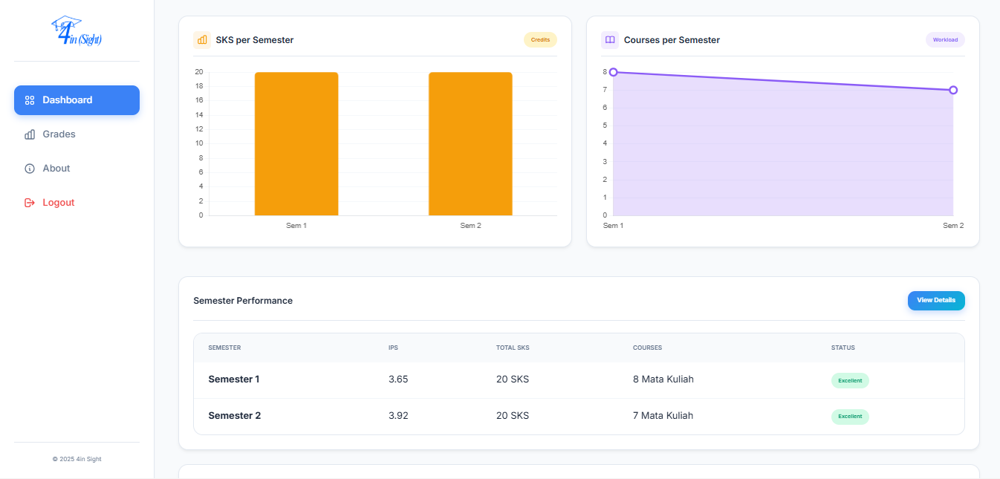 4in (Sight)
Dashboard
Grades
About
Logout
© 2025 4in Sight
SKS per Semester
Credits
20
18
16
14
12
10
8
6
4
2
0
Sem 1
Sem 2
Courses per Semester
Workload
8
7
6
5
4
3
2
1
0
Sem 1
Sem 2
Semester Performance
View Details
SEMESTER IPS TOTAL SKS COURSES STATUS
Semester 1 3.65 20 SKS 8 Mata Kuliah Excellent
Semester 2 3.92 20 SKS 7 Mata Kuliah Excellent